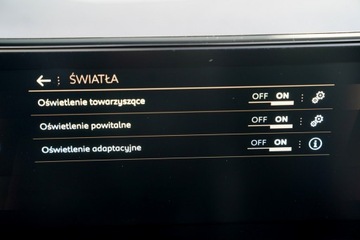 ŚWIATŁA
Oświetlenie towarzyszące OFF ON
Oświetlenie powitalne OFF ON
Oświetlenie adaptacyjne OFF ON